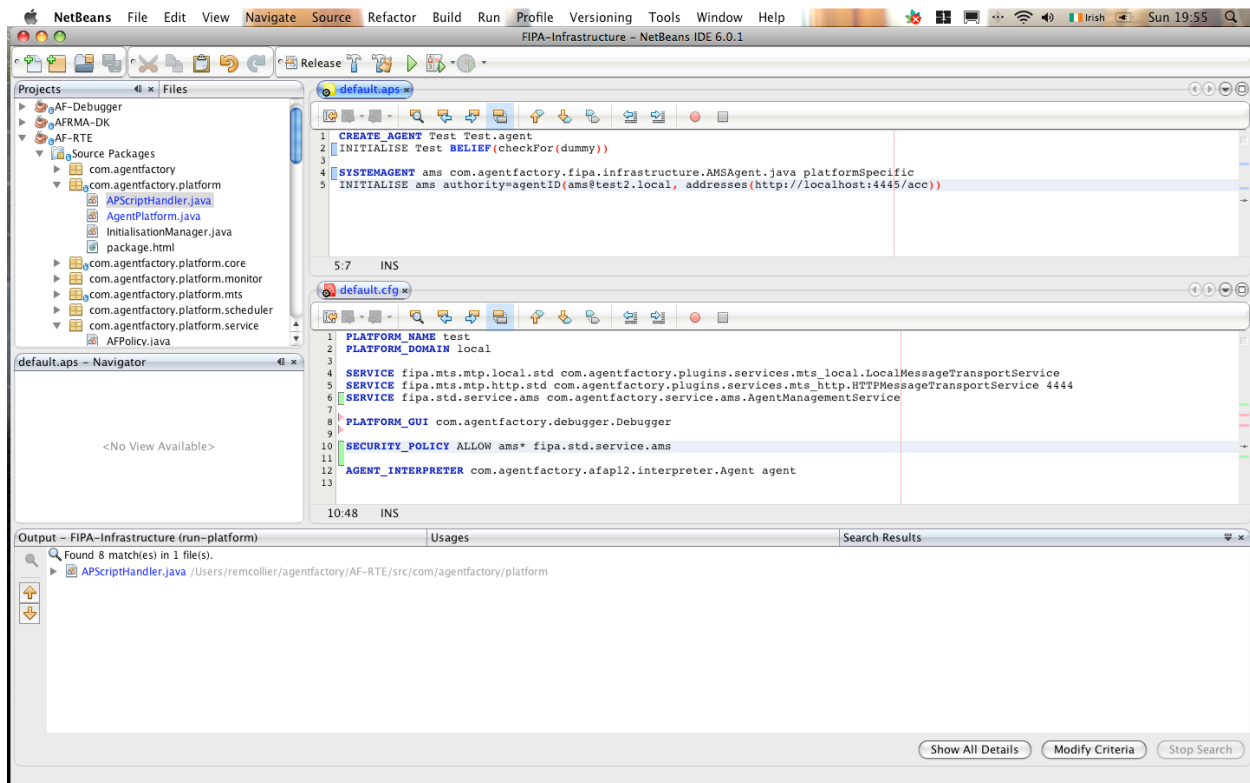 NetBeans File Edit View Navigate Source Refactor Build Run Profile Versioning Tools Window Help Irish Sun 19:55
FIPA-Infrastructure - NetBeans IDE 6.0.1
Release
Projects Files
AF-Debugger
AFRMA-DK
AF-RTE
Source Packages
com.agentfactory
com.agentfactory.platform
APScriptHandler.java
AgentPlatform.java
InitialisationManager.java
package.html
com.agentfactory.platform.core
com.agentfactory.platform.monitor
com.agentfactory.platform.mts
com.agentfactory.platform.scheduler
com.agentfactory.platform.service
AFPolicy.java
default.aps - Navigator
<No View Available>
default.aps
1 CREATE_AGENT Test Test.agent
2 INITIALISE Test BELIEF(checkFor(dummy))
3
4 SYSTEMAGENT ams com.agentfactory.fipa.infrastructure.AMSAgent.java platformSpecific
5 INITIALISE ams authority=agentID(ams@test2.local, addresses(http://localhost:4445/acc))
5:7 INS
default.cfg
1 PLATFORM_NAME test
2 PLATFORM_DOMAIN local
3
4 SERVICE fipa.mts.mtp.local.std com.agentfactory.plugins.services.mts_local.LocalMessageTransportService
5 SERVICE fipa.mts.mtp.http.std com.agentfactory.plugins.services.mts_http.HTTPMessageTransportService 4444
6 SERVICE fipa.std.service.ams com.agentfactory.service.ams.AgentManagementService
7
8 PLATFORM_GUI com.agentfactory.debugger.Debugger
9
10 SECURITY_POLICY ALLOW ams* fipa.std.service.ams
11
12 AGENT_INTERPRETER com.agentfactory.afapl2.interpreter.Agent agent
13
10:48 INS
Output - FIPA-Infrastructure (run-platform) Usages Search Results
Found 8 match(es) in 1 file(s).
APScriptHandler.java /Users/remcollier/agentfactory/AF-RTE/src/com/agentfactory/platform
Show All Details Modify Criteria Stop Search